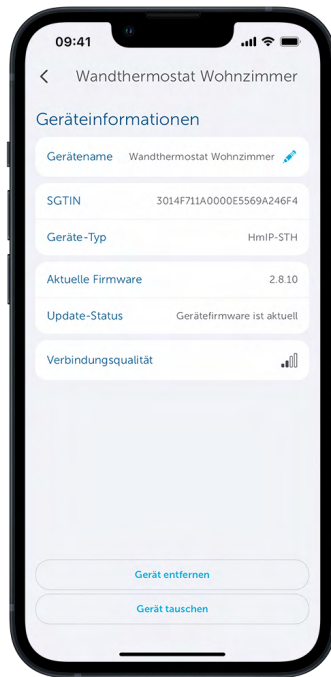 09:41
Wandthermostat Wohnzimmer
Geräteinformationen
Gerätename Wandthermostat Wohnzimmer
SGTIN 3014F711A0000E5569A246F4
Geräte-Typ HmIP-STH
Aktuelle Firmware 2.8.10
Update-Status Gerätefirmware ist aktuell
Verbindungsqualität
Gerät entfernen
Gerät tauschen